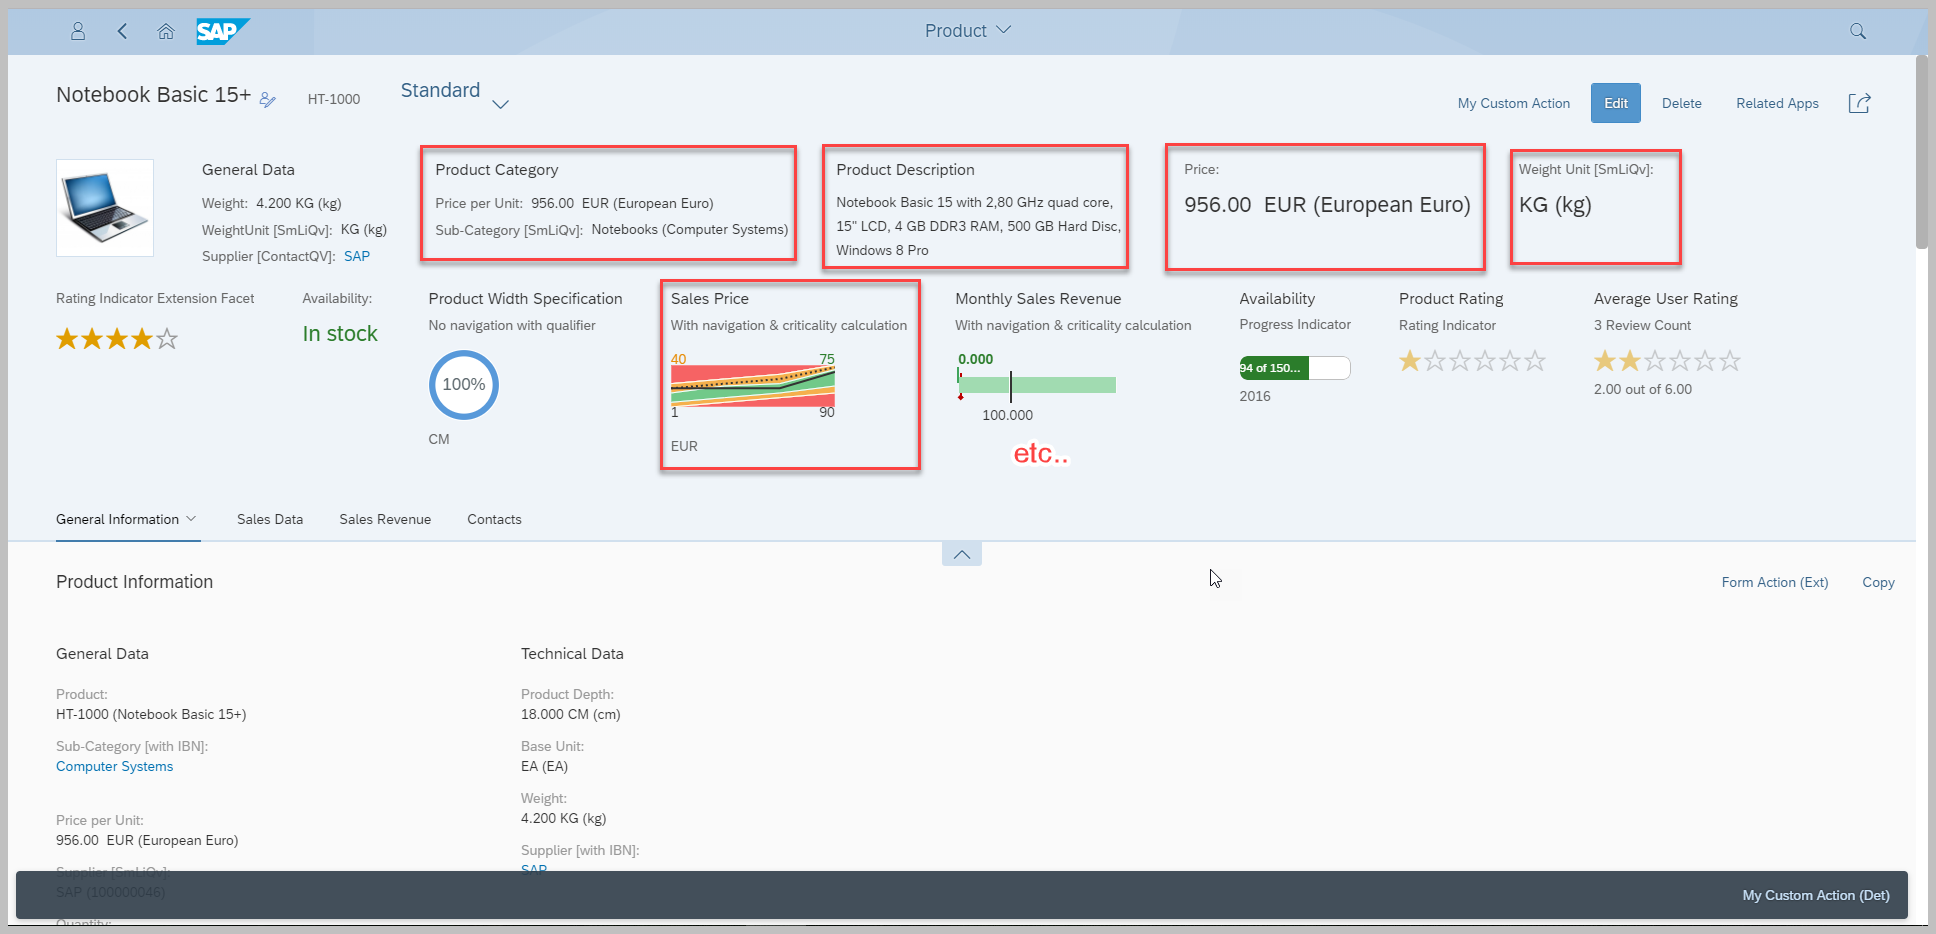 SAP
Product
Notebook Basic 15+
HT-1000
Standard
My Custom Action
Edit
Delete
Related Apps
General Data
Weight: 4.200 KG (kg)
WeightUnit [SmLiQv]: KG (kg)
Supplier [ContactQV]: SAP
Product Category
Price per Unit: 956.00 EUR (European Euro)
Sub-Category [SmLiQv]: Notebooks (Computer Systems)
Product Description
Notebook Basic 15 with 2,80 GHz quad core,
15" LCD, 4 GB DDR3 RAM, 500 GB Hard Disc,
Windows 8 Pro
Price:
956.00 EUR (European Euro)
Weight Unit [SmLiQv]:
KG (kg)
Rating Indicator Extension Facet
Availability:
In stock
Product Width Specification
No navigation with qualifier
100%
CM
Sales Price
With navigation & criticality calculation
40 75
1 90
EUR
Monthly Sales Revenue
With navigation & criticality calculation
0.000
100.000
etc..
Availability
Progress Indicator
94 of 150...
2016
Product Rating
Rating Indicator
Average User Rating
3 Review Count
2.00 out of 6.00
General Information
Sales Data
Sales Revenue
Contacts
Product Information
Form Action (Ext)
Copy
General Data
Product:
HT-1000 (Notebook Basic 15+)
Sub-Category [with IBN]:
Computer Systems
Price per Unit:
956.00 EUR (European Euro)
Supplier [SmLiQv]:
SAP (100000046)
Quantity:
Technical Data
Product Depth:
18.000 CM (cm)
Base Unit:
EA (EA)
Weight:
4.200 KG (kg)
Supplier [with IBN]:
SAP
My Custom Action (Det)